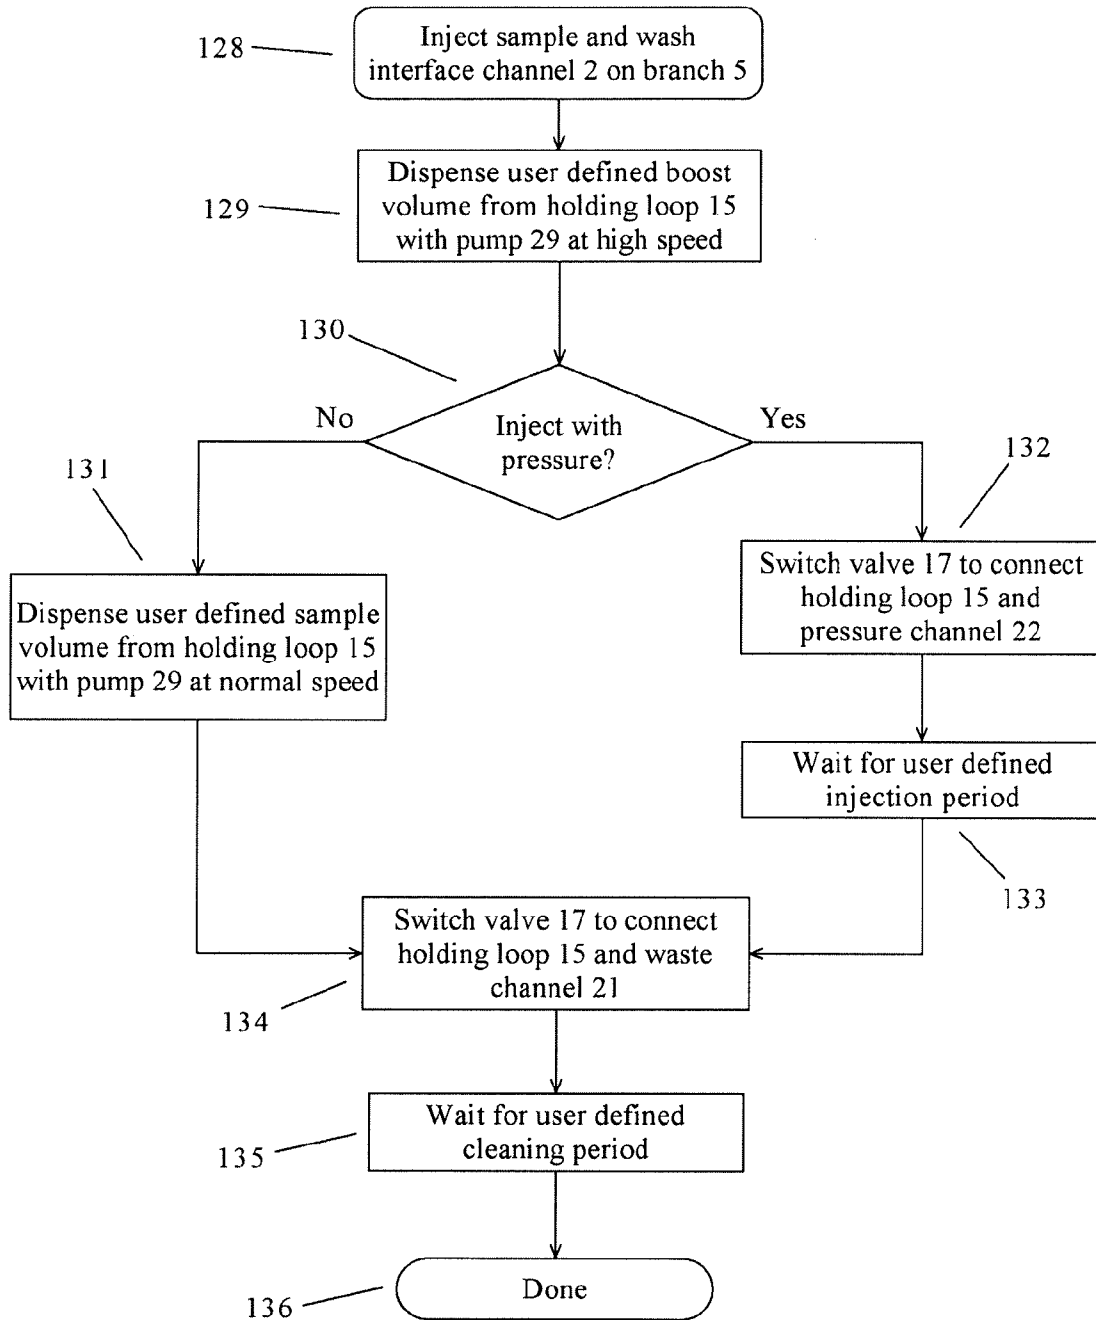 128
Inject sample and wash
interface channel 2 on branch 5
129
Dispense user defined boost
volume from holding loop 15
with pump 29 at high speed
130
No
Inject with
pressure?
Yes
131
132
Dispense user defined sample
volume from holding loop 15
with pump 29 at normal speed
Switch valve 17 to connect
holding loop 15 and
pressure channel 22
Wait for user defined
injection period
133
Switch valve 17 to connect
holding loop 15 and waste
channel 21
134
Wait for user defined
cleaning period
135
Done
136